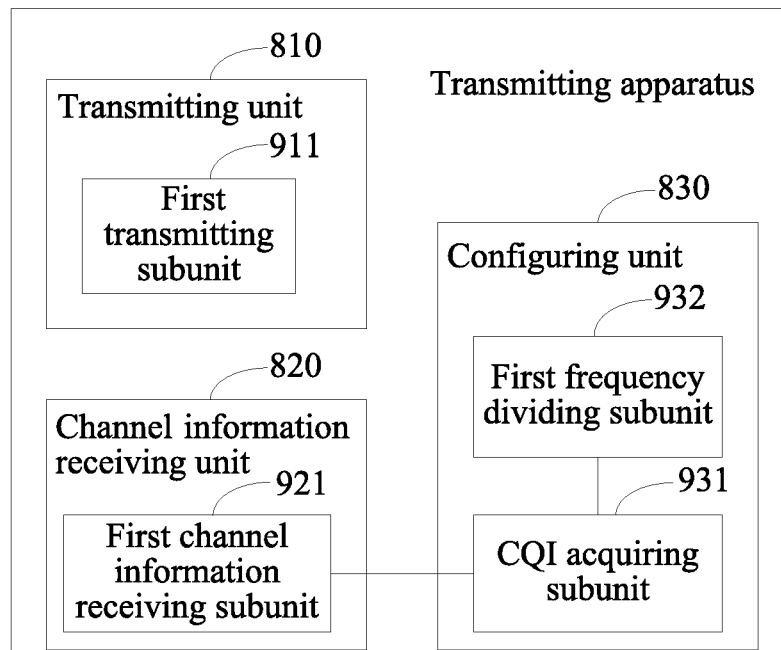 810
Transmitting unit
Transmitting apparatus
911
First
transmitting
subunit
830
Configuring unit
932
First frequency
dividing subunit
820
Channel information
receiving unit
921
First channel
information
receiving subunit
931
CQI acquiring
subunit